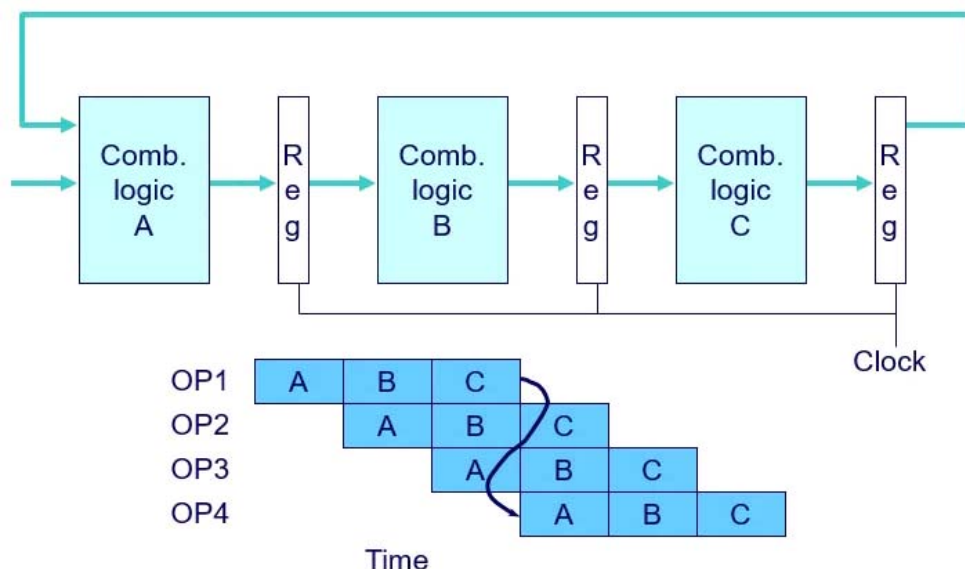 Comb.
logic
A
R
e
g
Comb.
logic
B
R
e
g
Comb.
logic
C
R
e
g
Clock
OP1 A B C
OP2 A B C
OP3 A B C
OP4 A B C
Time